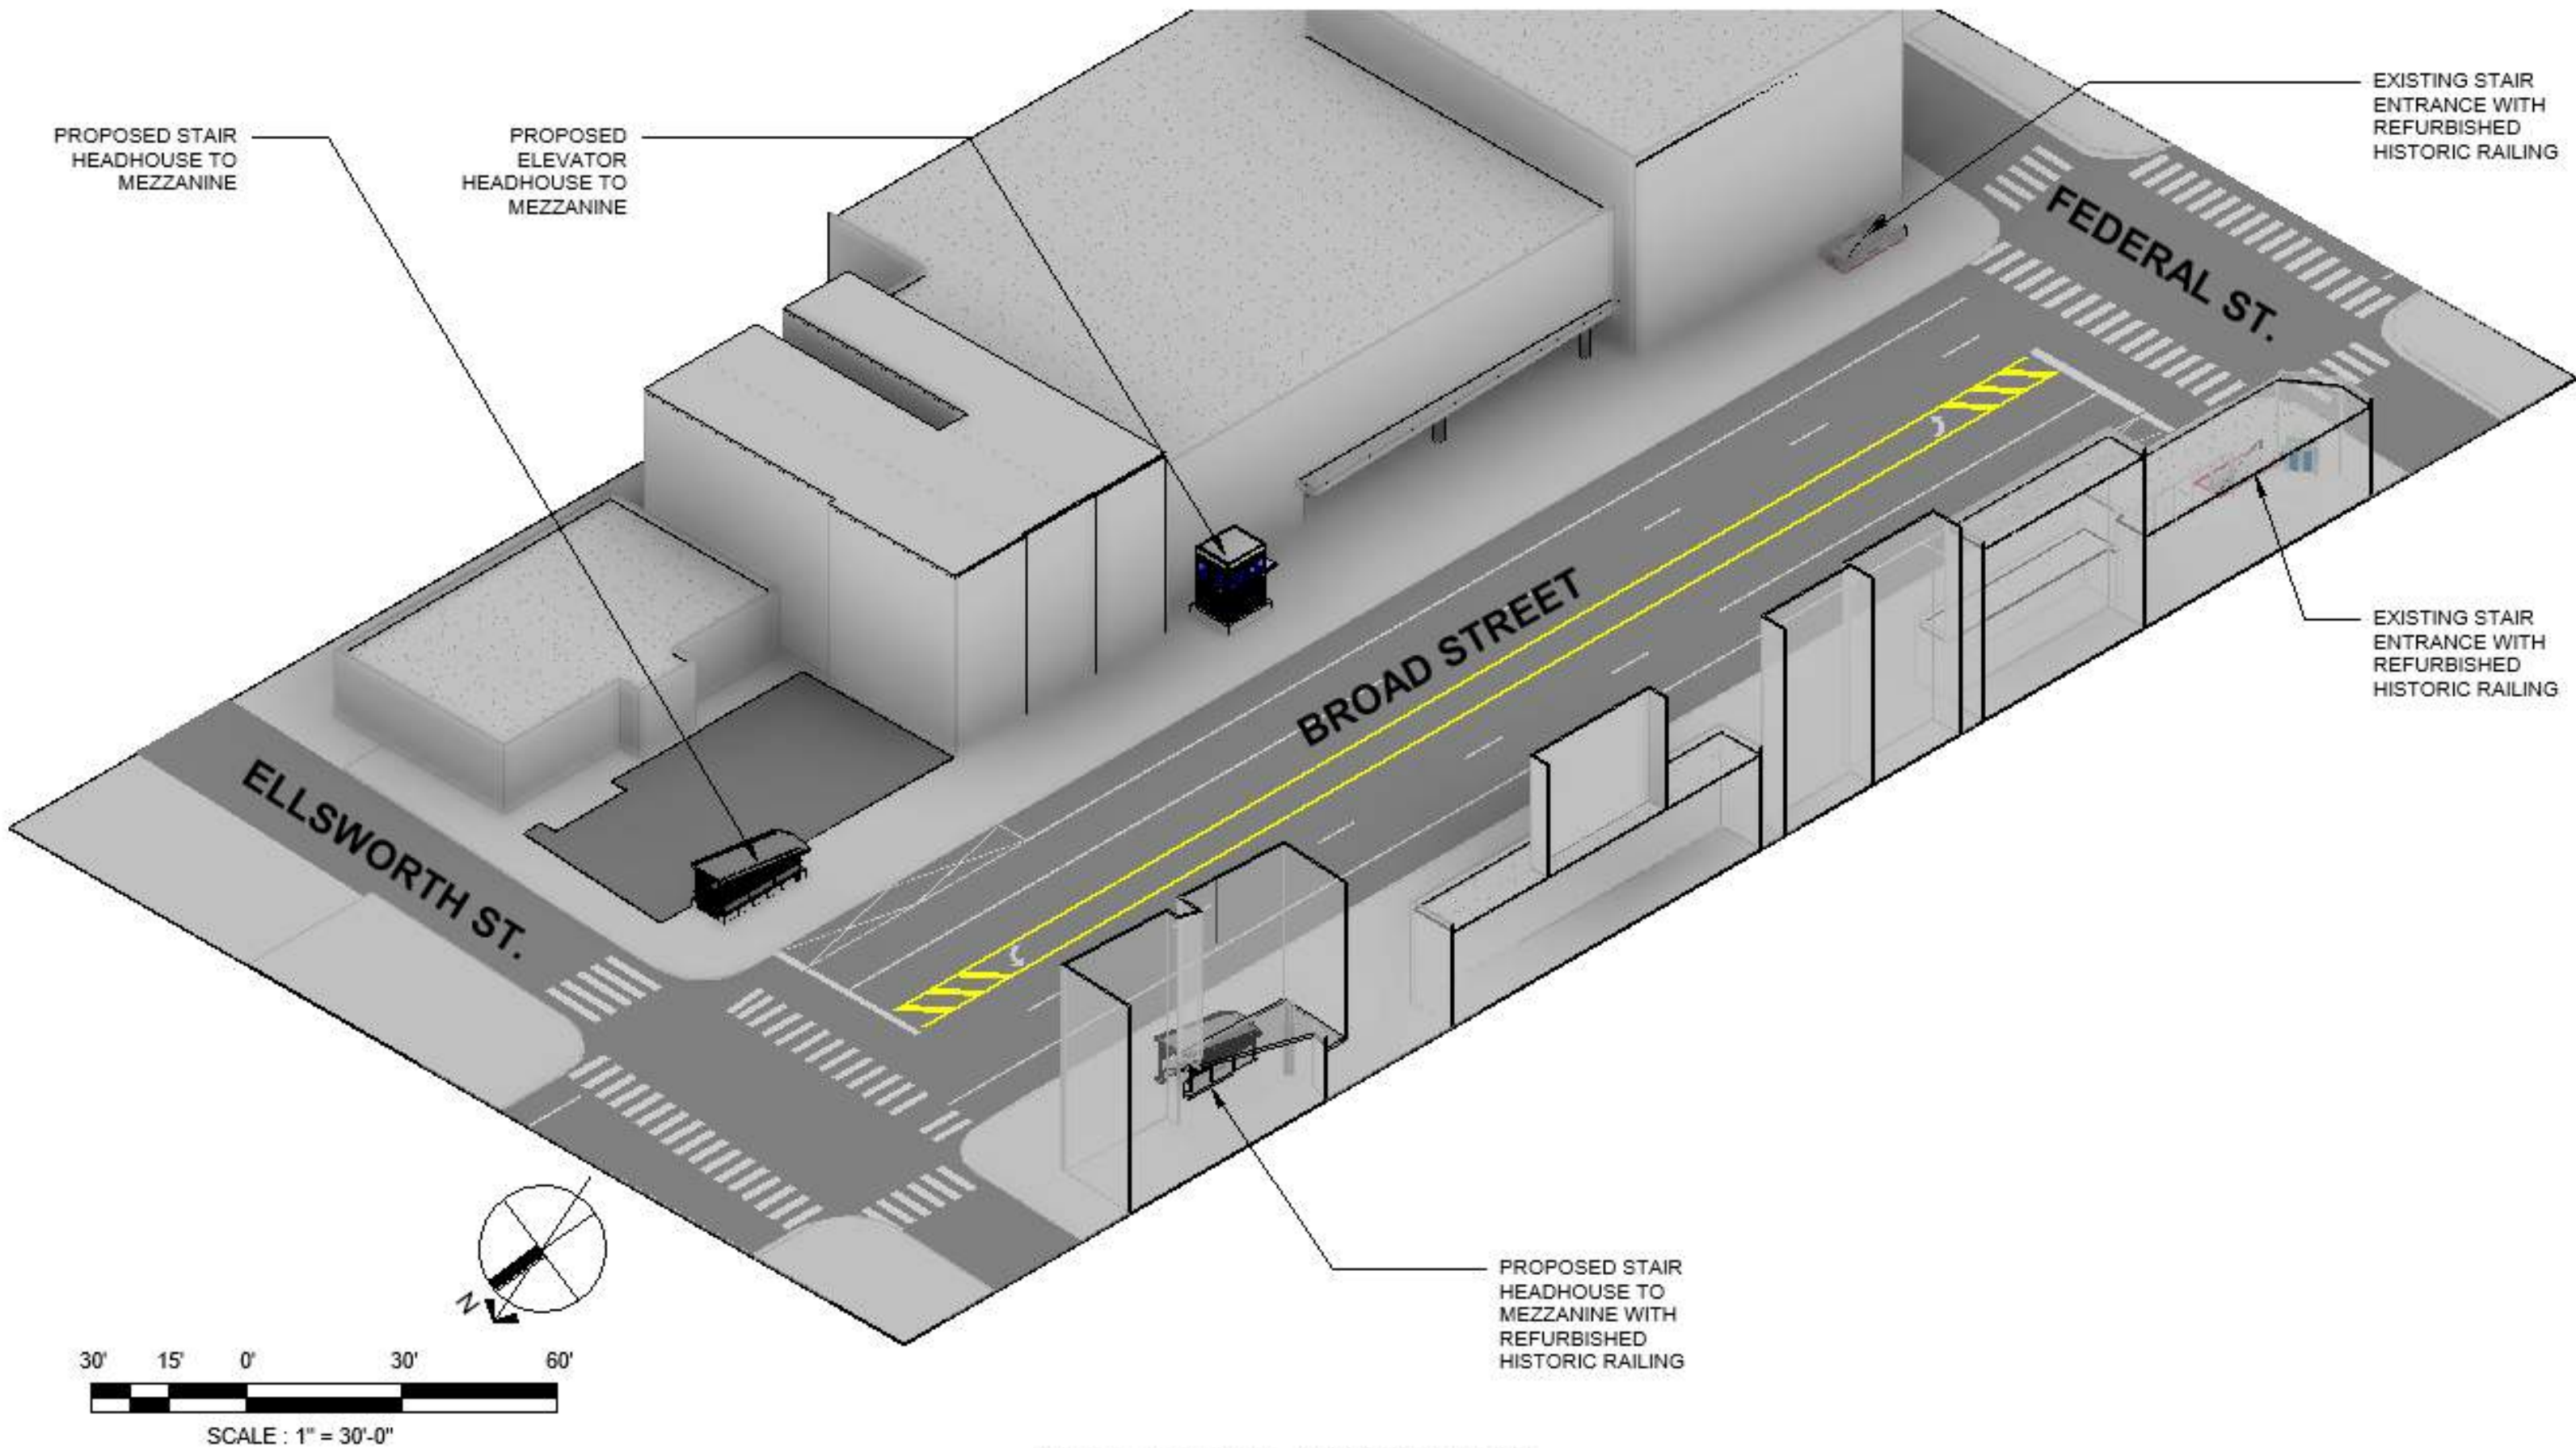 PROPOSED STAIR
HEADHOUSE TO
MEZZANINE
PROPOSED
ELEVATOR
HEADHOUSE TO
MEZZANINE
EXISTING STAIR
ENTRANCE WITH
REFURBISHED
HISTORIC RAILING
FEDERAL ST.
BROAD STREET
EXISTING STAIR
ENTRANCE WITH
REFURBISHED
HISTORIC RAILING
ELLSWORTH ST.
PROPOSED STAIR
HEADHOUSE TO
MEZZANINE WITH
REFURBISHED
HISTORIC RAILING
N
30' 15' 0' 30' 60'
SCALE : 1" = 30'-0"